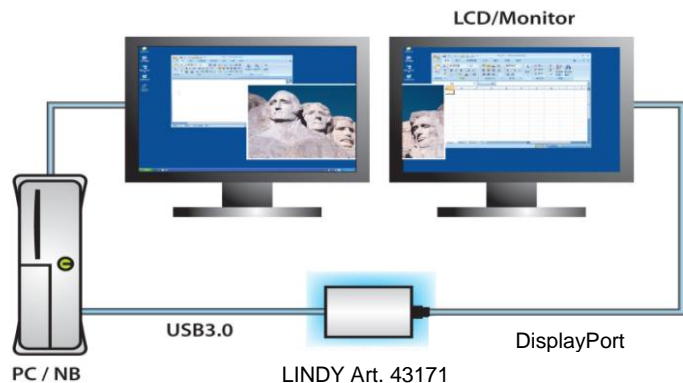 LCD/Monitor
USB3.0
DisplayPort
PC / NB
LINDY Art. 43171